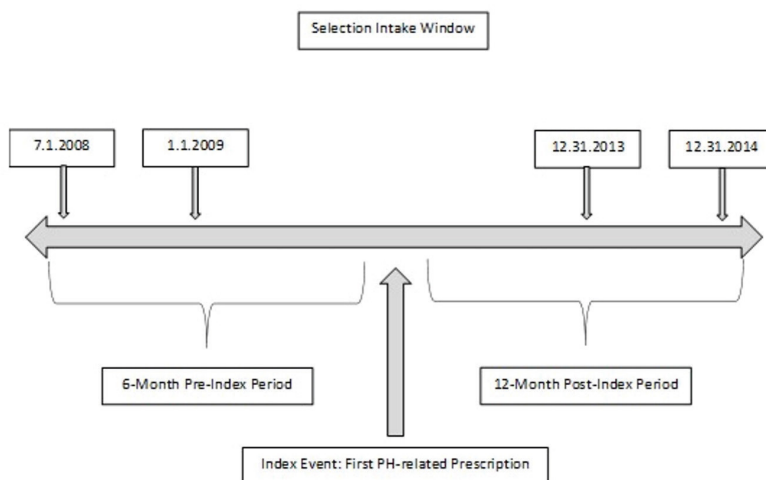 Selection Intake Window
7.1.2008
1.1.2009
12.31.2013
12.31.2014
6-Month Pre-Index Period
12-Month Post-Index Period
Index Event: First PH-related Prescription